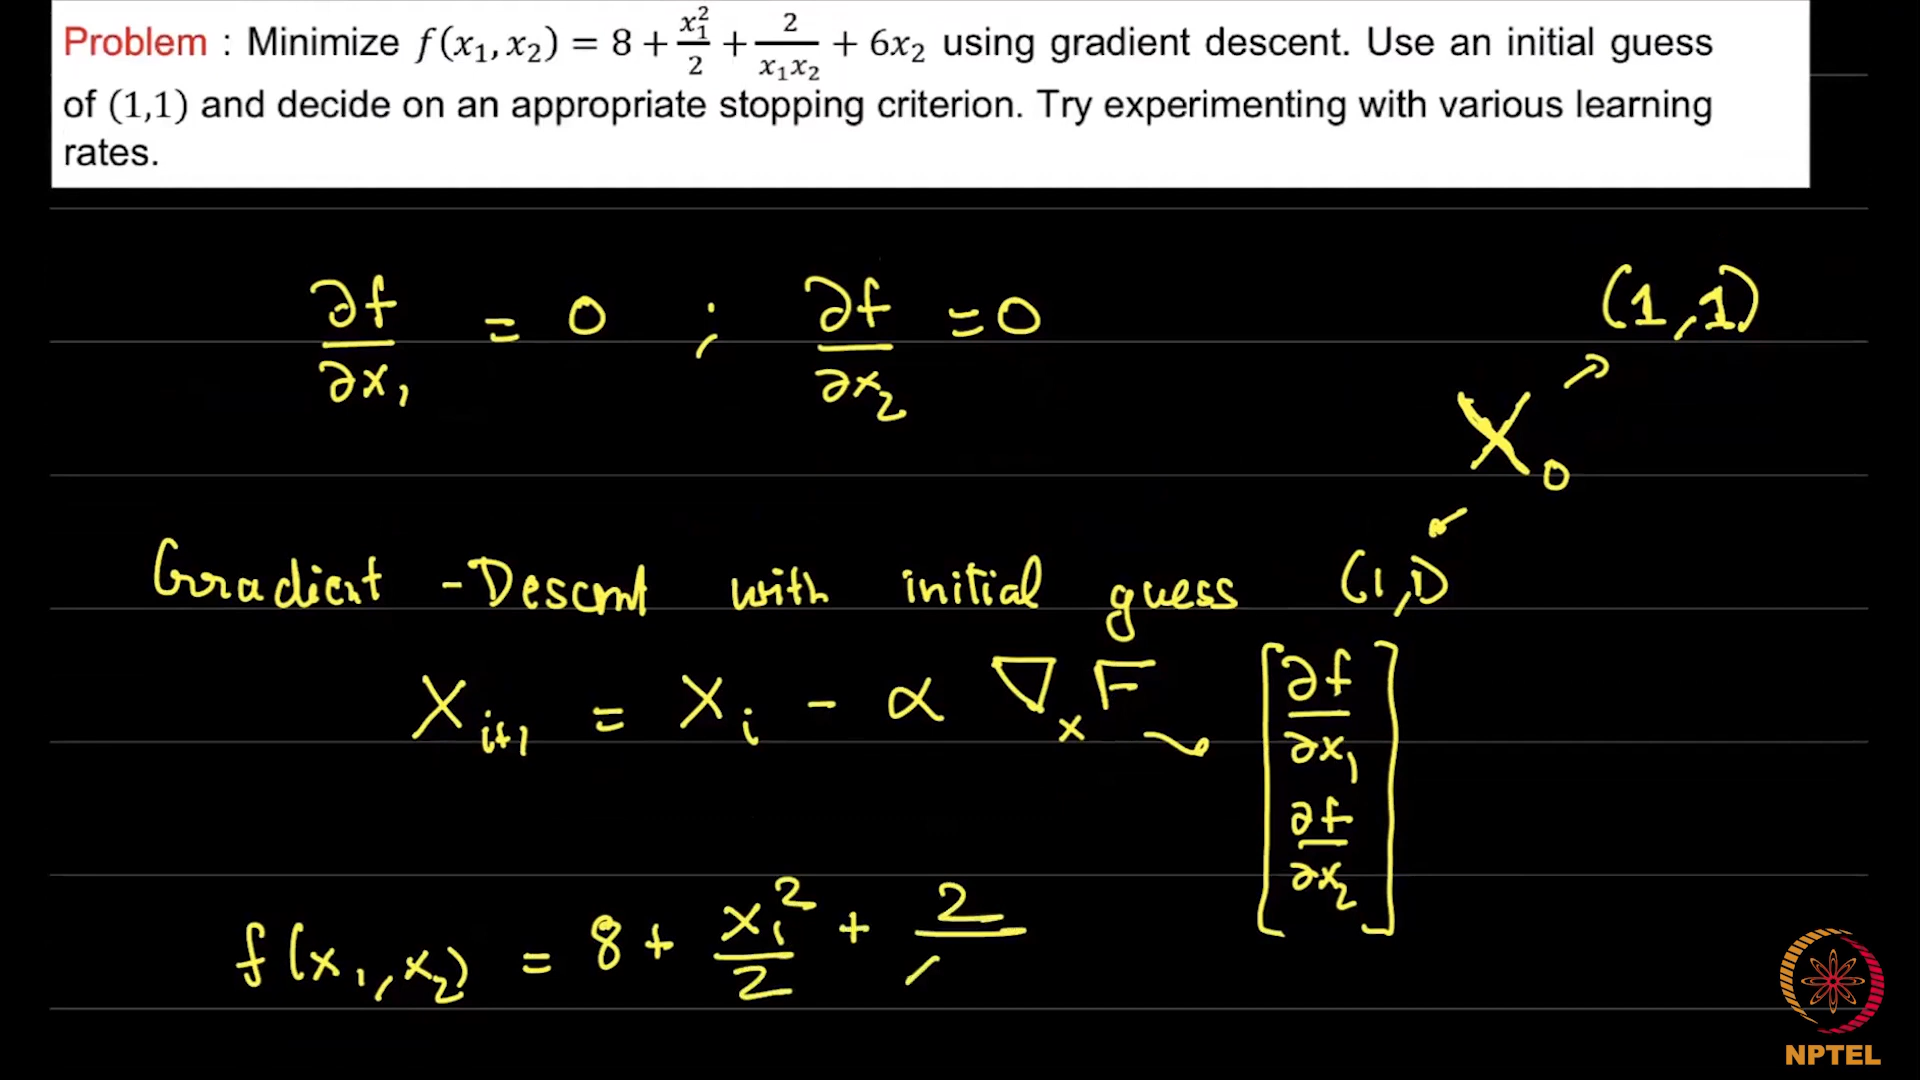 Problem : Minimize f(x₁, x₂) = 8 + x₁²/2 + 2/(x₁x₂) + 6x₂ using gradient descent. Use an initial guess
of (1,1) and decide on an appropriate stopping criterion. Try experimenting with various learning
rates.
∂f/∂x₁ = 0 ; ∂f/∂x₂ = 0
(1,1)
X₀
Gradient - Descent with initial guess (1,1)
X_{i+1} = X_i - α ∇_x F
[∂f/∂x₁
∂f/∂x₂]
f(x₁,x₂) = 8 + x₁²/2 + 2/
NPTEL